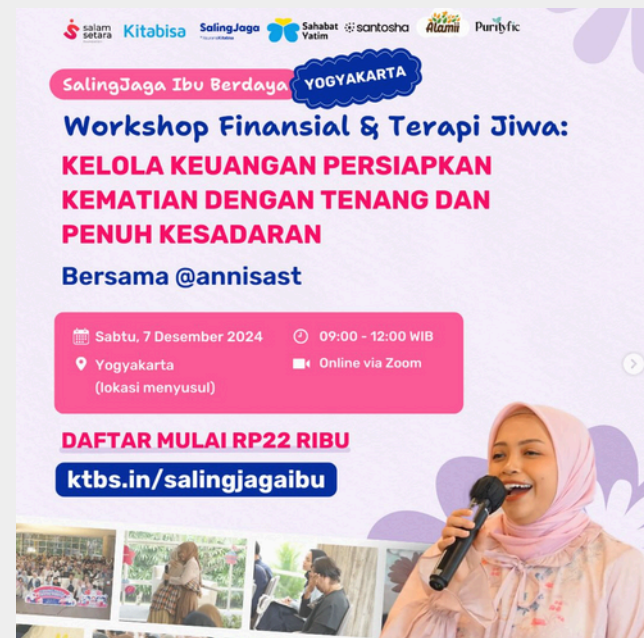 salam setara
Kitabisa
SalingJaga
Sahabat Yatim
santosha
Alamii
Purityfic
SalingJaga Ibu Berdaya
YOGYAKARTA
Workshop Finansial & Terapi Jiwa:
KELOLA KEUANGAN PERSIAPKAN
KEMATIAN DENGAN TENANG DAN
PENUH KESADARAN
Bersama @annisast
Sabtu, 7 Desember 2024
09:00 - 12:00 WIB
Yogyakarta
(lokasi menyusul)
Online via Zoom
DAFTAR MULAI RP22 RIBU
ktbs.in/salingjagaibu